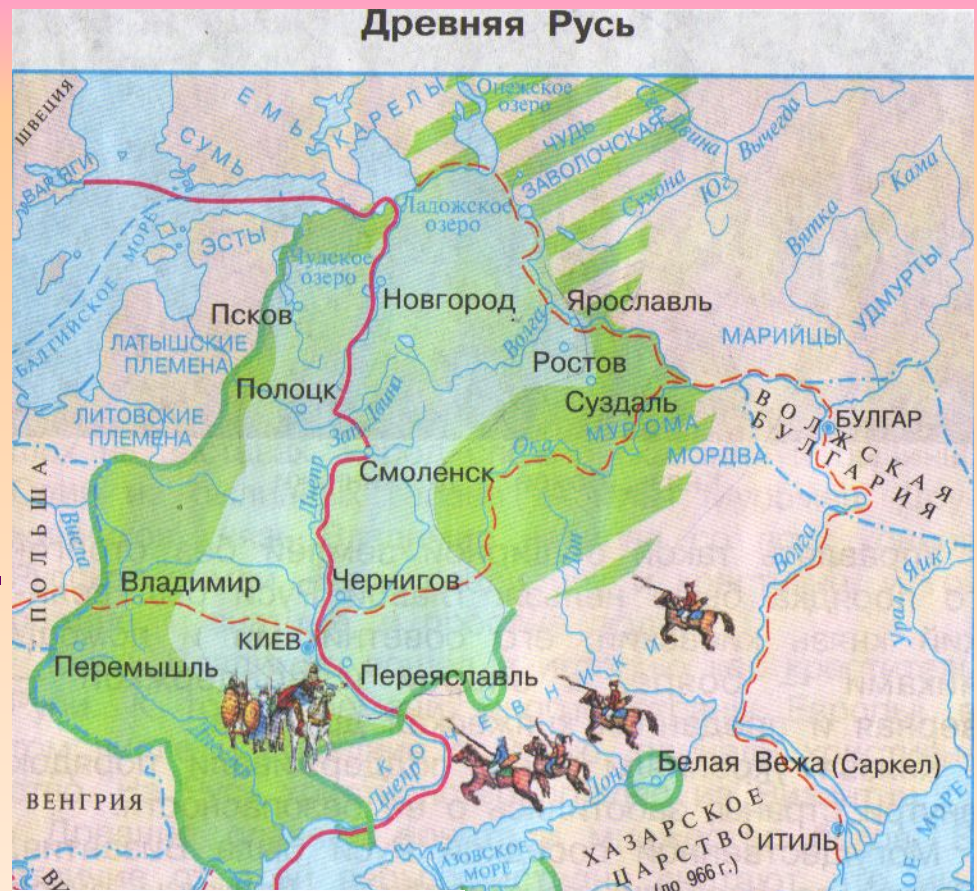 Древняя Русь
ШВЕЦИЯ
ЕМЬ
КАРЕЛЫ
Онежское
озеро
СУМЬ
ЧУДЬ
ЗАВОЛОЧСКАЯ
Сев. Двина
Вычегда
ВАРЯГИ
Сухона
Юг
Кама
Вятка
Ладожское
озеро
БАЛТИЙСКОЕ МОРЕ
ЭСТЫ
Чудское
озеро
УДМУРТЫ
Псков
Новгород
Ярославль
Волга
МАРИЙЦЫ
ЛАТЫШСКИЕ
ПЛЕМЕНА
Ростов
Полоцк
Зап. Двина
Суздаль
ЛИТОВСКИЕ
ПЛЕМЕНА
МУРОМА
БУЛГАР
ВОЛЖСКАЯ
БУЛГАРИЯ
Ока
МОРДВА
Смоленск
Днепр
ПОЛЬША
Висла
Дон
Волга
Урал (Яик)
Владимир
Чернигов
КИЕВ
Перемышль
Переяславль
КОЧЕВНИКИ
Днестр
Днепр
Дон
Белая Вежа (Саркел)
ВЕНГРИЯ
ХАЗАРСКОЕ
ЦАРСТВО
(до 966 г.)
ИТИЛЬ
МОРЕ
АЗОВСКОЕ
МОРЕ